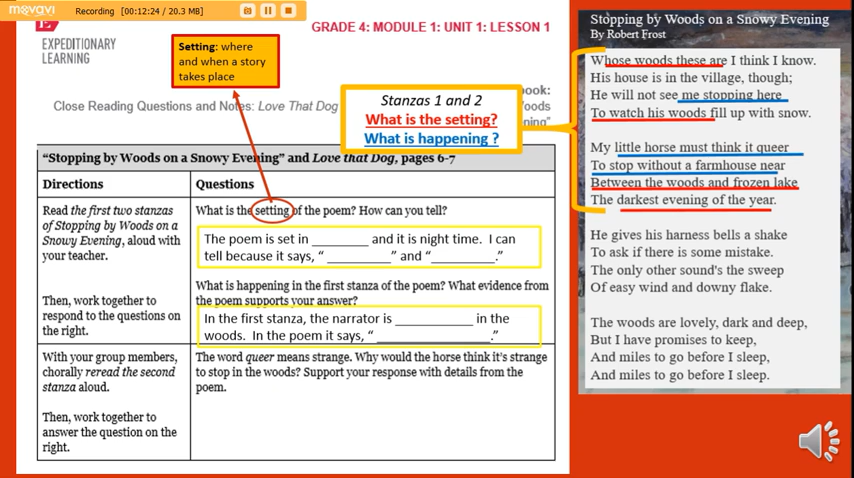 movavi
Recording [00:12:24 / 20.3 MB]
EXPEDITIONARY
LEARNING
GRADE 4: MODULE 1: UNIT 1: LESSON 1
Setting: where
and when a story
takes place
book:
Close Reading Questions and Notes: Love That Dog
Stanzas 1 and 2
What is the setting?
What is happening ?
"Stopping by Woods on a Snowy Evening" and Love that Dog, pages 6-7
Directions
Questions
Read the first two stanzas
of Stopping by Woods on a
Snowy Evening, aloud with
your teacher.
Then, work together to
respond to the questions on
the right.
What is the setting of the poem? How can you tell?
The poem is set in ________ and it is night time. I can
tell because it says, “ _________ ” and “_________.”
What is happening in the first stanza of the poem? What evidence from
the poem supports your answer?
In the first stanza, the narrator is ___________ in the
woods. In the poem it says, “ ________________.”
With your group members,
chorally reread the second
stanza aloud.
Then, work together to
answer the question on the
right.
The word queer means strange. Why would the horse think it's strange
to stop in the woods? Support your response with details from the
poem.
Stopping by Woods on a Snowy Evening
By Robert Frost
Whose woods these are I think I know.
His house is in the village, though;
He will not see me stopping here
To watch his woods fill up with snow.
My little horse must think it queer
To stop without a farmhouse near
Between the woods and frozen lake
The darkest evening of the year.
He gives his harness bells a shake
To ask if there is some mistake.
The only other sound's the sweep
Of easy wind and downy flake.
The woods are lovely, dark and deep,
But I have promises to keep,
And miles to go before I sleep,
And miles to go before I sleep.